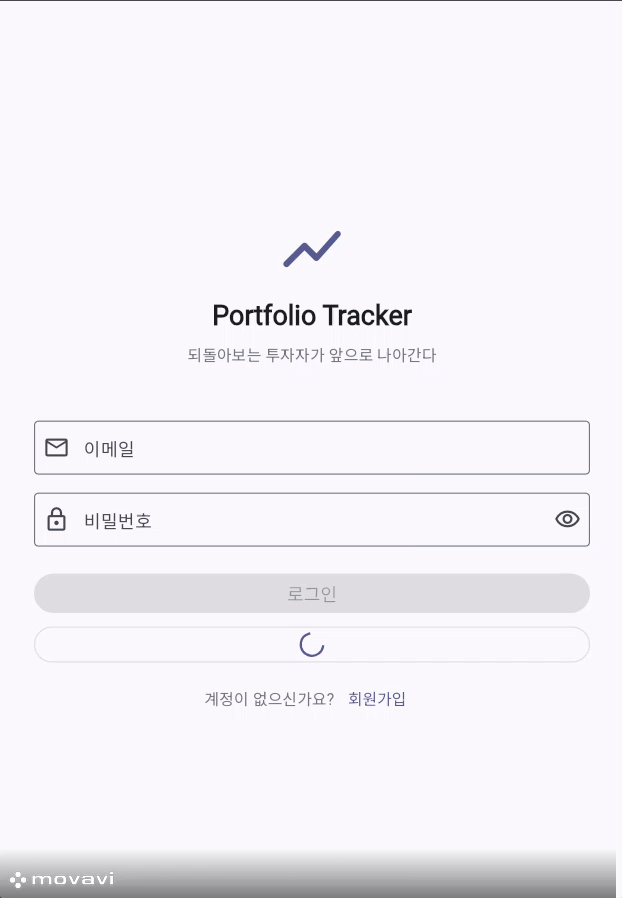 Portfolio Tracker
되돌아보는 투자자가 앞으로 나아간다
이메일
비밀번호
로그인
계정이 없으신가요? 회원가입
movavi